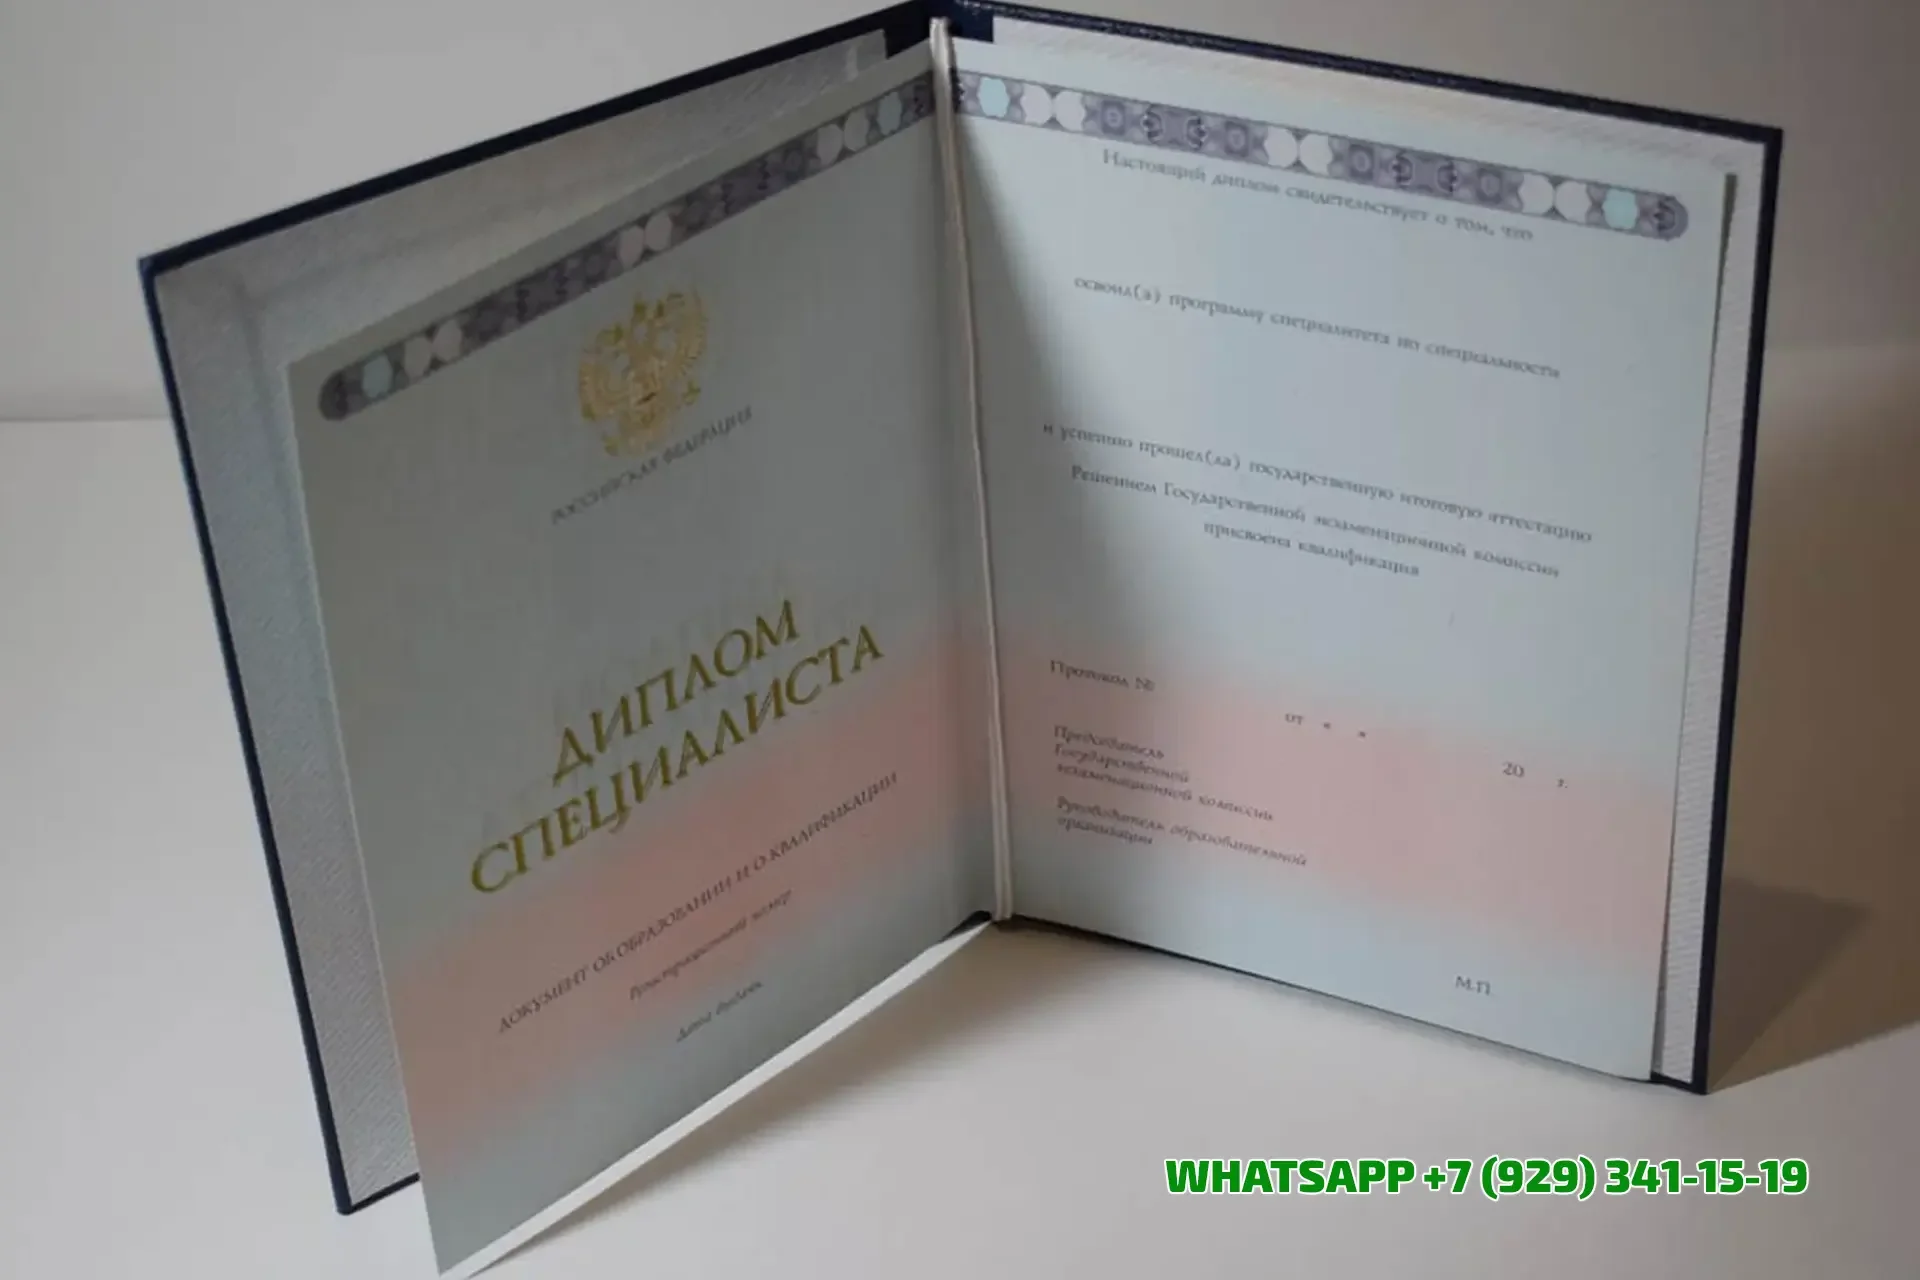 РОССИЙСКАЯ ФЕДЕРАЦИЯ
ДИПЛОМ
СПЕЦИАЛИСТА
ДОКУМЕНТ ОБ ОБРАЗОВАНИИ И О КВАЛИФИКАЦИИ
Регистрационный номер
Дата выдачи
Настоящий диплом свидетельствует о том, что
освоил(а) программу специалитета по специальности
и успешно прошел(ла) государственную итоговую аттестацию
Решением Государственной экзаменационной комиссии
присвоена квалификация
Протокол №
от « » 20 г.
Председатель
Государственной
экзаменационной комиссии
Руководитель образовательной
организации
М.П.
WHATSAPP +7 (929) 341-15-19